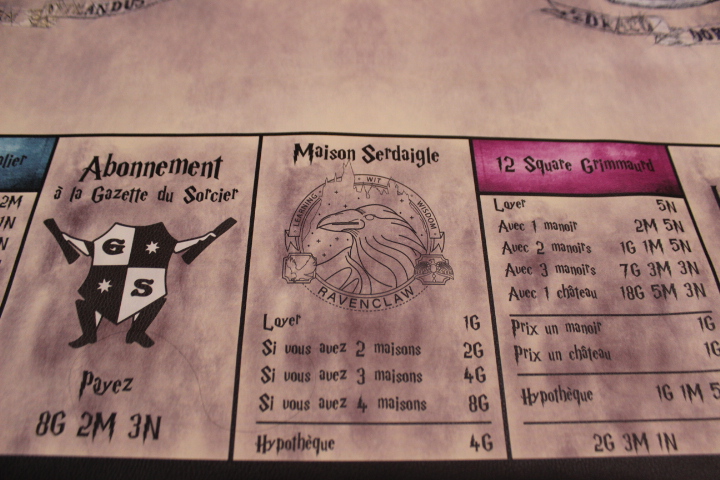 DRACO
Abonnement
à la Gazette du Sorcier
G
S
Payez
8G 2M 3N
Maison Serdaigle
LEARNING WIT WISDOM
RAVENCLAW
Loyer 1G
Si vous avez 2 maisons 2G
Si vous avez 3 maisons 4G
Si vous avez 4 maisons 8G
Hypothèque 4G
12 Square Grimmaurd
Loyer 5N
Avec 1 manoir 2M 5N
Avec 2 manoirs 1G 1M 5N
Avec 3 manoirs 7G 3M 3N
Avec 1 château 18G 5M 3N
Prix un manoir 1G
Prix un château 1G
Hypothèque 1G 1M 5
2G 3M 1N